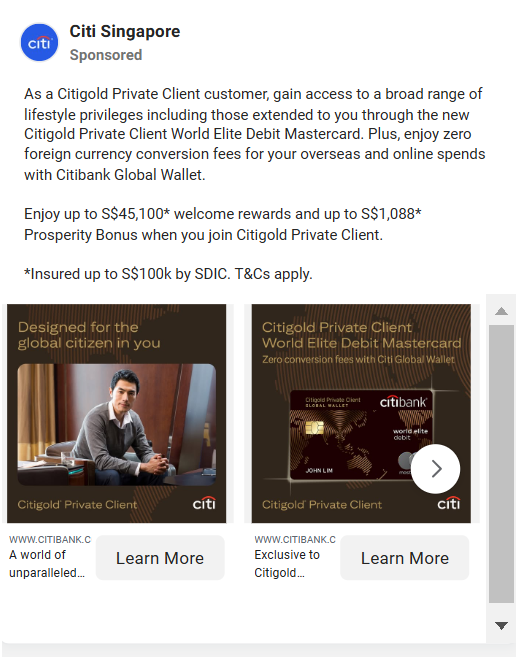 Citi Singapore
citi
Sponsored
As a Citigold Private Client customer, gain access to a broad range of
lifestyle privileges including those extended to you through the new
Citigold Private Client World Elite Debit Mastercard. Plus, enjoy zero
foreign currency conversion fees for your overseas and online spends
with Citibank Global Wallet.
Enjoy up to S$45,100* welcome rewards and up to S$1,088*
Prosperity Bonus when you join Citigold Private Client.
*Insured up to S$100k by SDIC. T&Cs apply.
Designed for the
global citizen in you
Citigold® Private Client
citi
WWW.CITIBANK.C
A world of
unparalleled...
Learn More
Citigold Private Client
World Elite Debit Mastercard
Zero conversion fees with Citi Global Wallet
Citigold Private Client
GLOBAL WALLET
citibank
world elite
debit
JOHN LIM
Citigold® Private Client
citi
WWW.CITIBANK.C
Exclusive to
Citigold...
Learn More